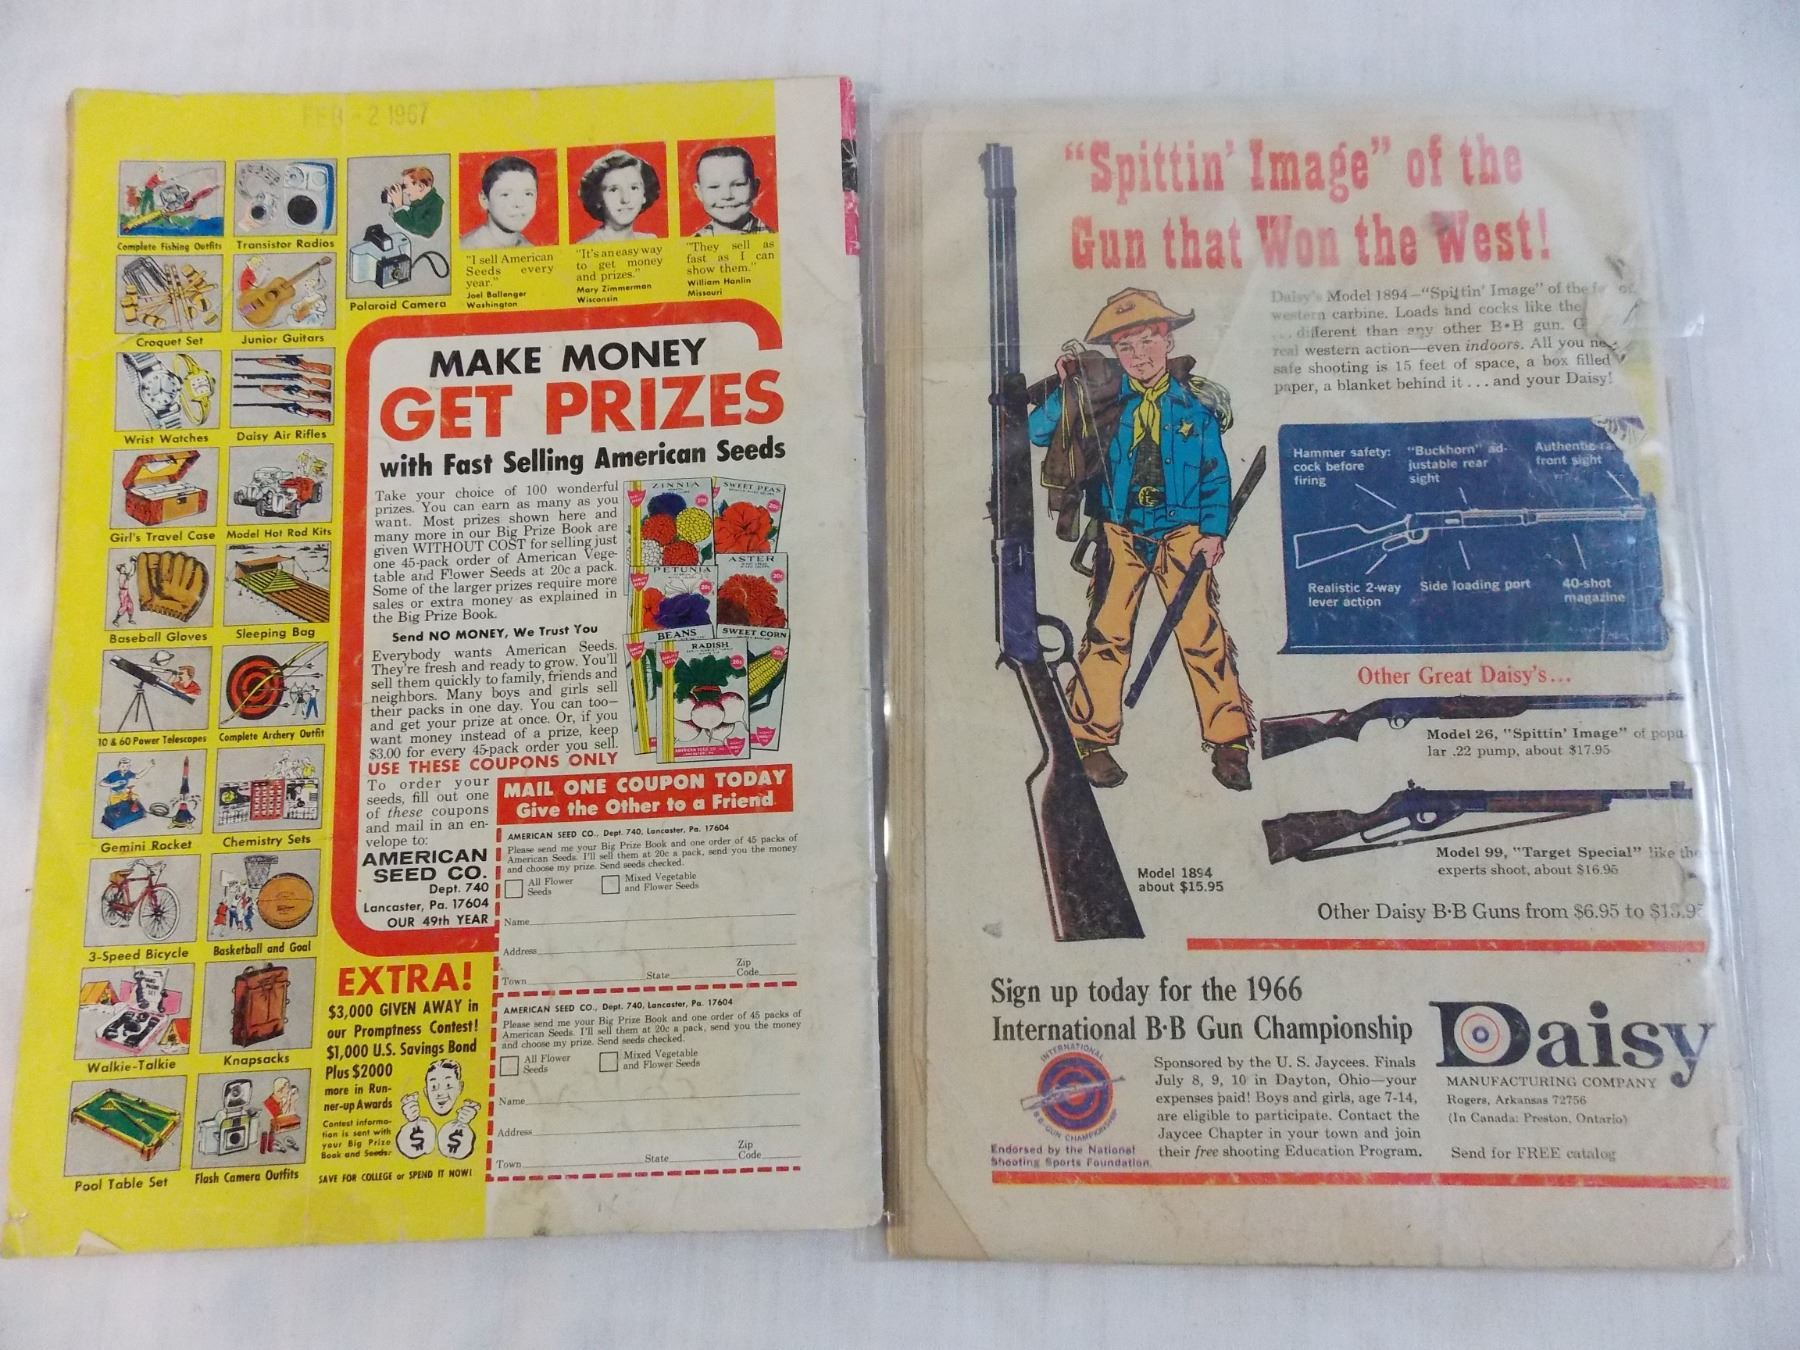 FEB - 2 1967
Complete Fishing Outfits
Transistor Radios
Polaroid Camera
Croquet Set
Junior Guitars
Wrist Watches
Daisy Air Rifles
Girl's Travel Case
Model Hot Rod Kits
Baseball Gloves
Sleeping Bag
10 & 60 Power Telescopes
Complete Archery Outfit
Gemini Rocket
Chemistry Sets
3-Speed Bicycle
Basketball and Goal
Walkie-Talkie
Knapsacks
Pool Table Set
Flash Camera Outfits
"I sell American
Seeds every
year."
Joel Ballenger
Washington
"It's an easy way
to get money
and prizes."
Mary Zimmerman
Wisconsin
"They sell as
fast as I can
show them."
William Hanlin
Missouri
MAKE MONEY
GET PRIZES
with Fast Selling American Seeds
Take your choice of 100 wonderful
prizes. You can earn as many as you
want. Most prizes shown here and
many more in our Big Prize Book are
given WITHOUT COST for selling just
one 45-pack order of American Vege-
table and Flower Seeds at 20c a pack.
Some of the larger prizes require more
sales or extra money as explained in
the Big Prize Book.
Send NO MONEY, We Trust You
Everybody wants American Seeds.
They're fresh and ready to grow. You'll
sell them quickly to family, friends and
neighbors. Many boys and girls sell
their packs in one day. You can too—
and get your prize at once. Or, if you
want money instead of a prize, keep
$3.00 for every 45-pack order you sell.
USE THESE COUPONS ONLY
To order your
seeds, fill out one
of these coupons
and mail in an en-
velope to:
AMERICAN
SEED CO.
Dept. 740
Lancaster, Pa. 17604
OUR 49th YEAR
ZINNIA
SWEET PEAS
ASTER
PETUNIA
BEANS
SWEET CORN
RADISH
MAIL ONE COUPON TODAY
Give the Other to a Friend
AMERICAN SEED CO., Dept. 740, Lancaster, Pa. 17604
Please send me your Big Prize Book and one order of 45 packs of
American Seeds. I'll sell them at 20c a pack, send you the money
and choose my prize. Send seeds checked.
All Flower
Seeds
Mixed Vegetable
and Flower Seeds
Name
Address
Town State Zip
Code
AMERICAN SEED CO., Dept. 740, Lancaster, Pa. 17604
Please send me your Big Prize Book and one order of 45 packs of
American Seeds. I'll sell them at 20c a pack, send you the money
and choose my prize. Send seeds checked.
All Flower
Seeds
Mixed Vegetable
and Flower Seeds
Name
Address
Town State Zip
Code
EXTRA!
$3,000 GIVEN AWAY in
our Promptness Contest!
$1,000 U.S. Savings Bond
Plus $2000
more in Run-
ner-up Awards
Contest informa-
tion is sent with
your Big Prize
Book and Seeds.
SAVE FOR COLLEGE or SPEND IT NOW!
"Spittin' Image" of the
Gun that Won the West!
Daisy's Model 1894—"Spittin' Image" of the
western carbine. Loads and cocks like the
. . . different than any other B•B gun.
real western action—even indoors. All you
safe shooting is 15 feet of space, a box filled
paper, a blanket behind it . . . and your Daisy!
Hammer safety:
cock before
firing
"Buckhorn" ad-
justable rear
sight
Authentic
front sight
Realistic 2-way
lever action
Side loading port
40-shot
magazine
Other Great Daisy's...
Model 26, "Spittin' Image" of popu-
lar .22 pump, about $17.95
Model 99, "Target Special" like the
experts shoot, about $16.95
Model 1894
about $15.95
Other Daisy B·B Guns from $6.95 to
Sign up today for the 1966
International B·B Gun Championship
INTERNATIONAL
B·B GUN CHAMPIONSHIP
Endorsed by the National
Shooting Sports Foundation
Sponsored by the U. S. Jaycees. Finals
July 8, 9, 10 in Dayton, Ohio—your
expenses paid! Boys and girls, age 7-14,
are eligible to participate. Contact the
Jaycee Chapter in your town and join
their free shooting Education Program.
Daisy
MANUFACTURING COMPANY
Rogers, Arkansas 72756
(In Canada: Preston, Ontario)
Send for FREE catalog